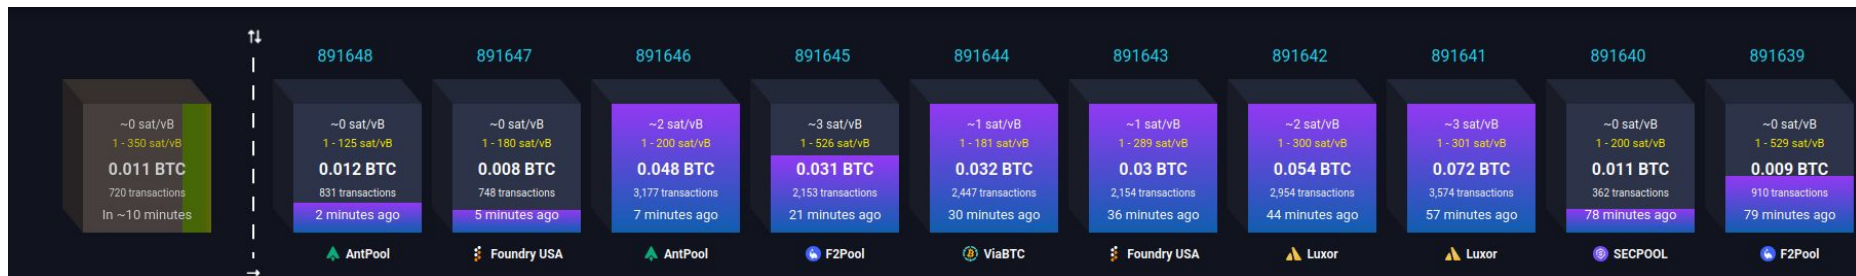 891648
891647
891646
891645
891644
891643
891642
891641
891640
891639
~0 sat/vB
1 - 350 sat/vB
0.011 BTC
720 transactions
In ~10 minutes
~0 sat/vB
1 - 125 sat/vB
0.012 BTC
831 transactions
2 minutes ago
AntPool
~0 sat/vB
1 - 180 sat/vB
0.008 BTC
748 transactions
5 minutes ago
Foundry USA
~2 sat/vB
1 - 200 sat/vB
0.048 BTC
3,177 transactions
7 minutes ago
AntPool
~3 sat/vB
1 - 526 sat/vB
0.031 BTC
2,153 transactions
21 minutes ago
F2Pool
~1 sat/vB
1 - 181 sat/vB
0.032 BTC
2,447 transactions
30 minutes ago
ViaBTC
~1 sat/vB
1 - 289 sat/vB
0.03 BTC
2,154 transactions
36 minutes ago
Foundry USA
~2 sat/vB
1 - 300 sat/vB
0.054 BTC
2,954 transactions
44 minutes ago
Luxor
~3 sat/vB
1 - 301 sat/vB
0.072 BTC
3,574 transactions
57 minutes ago
Luxor
~0 sat/vB
1 - 200 sat/vB
0.011 BTC
362 transactions
78 minutes ago
SECPOOL
~0 sat/vB
1 - 529 sat/vB
0.009 BTC
910 transactions
79 minutes ago
F2Pool